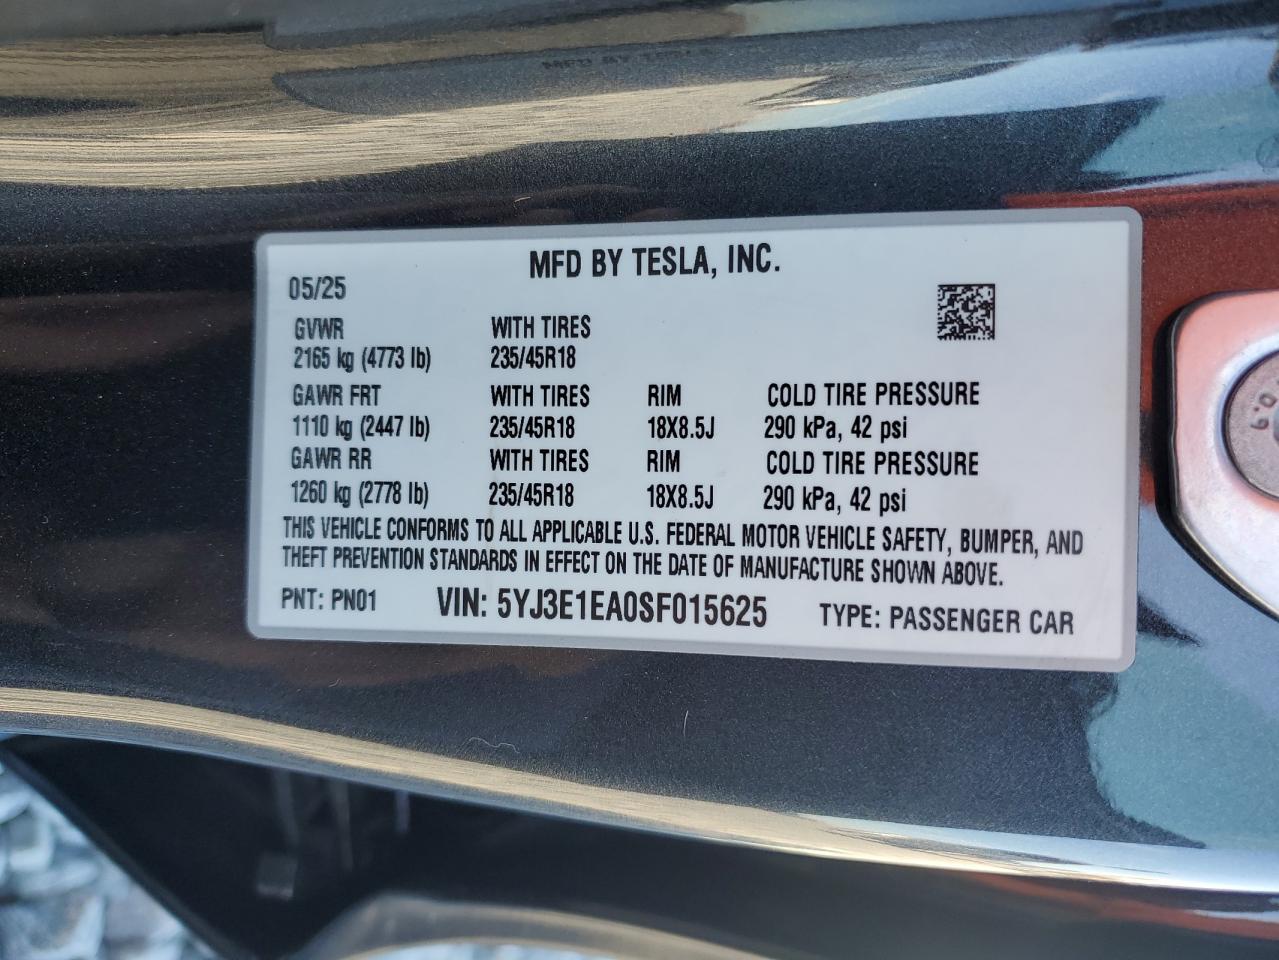 MFD BY TESLA, INC.
05/25
GVWR WITH TIRES
2165 kg (4773 lb) 235/45R18
GAWR FRT WITH TIRES RIM COLD TIRE PRESSURE
1110 kg (2447 lb) 235/45R18 18X8.5J 290 kPa, 42 psi
GAWR RR WITH TIRES RIM COLD TIRE PRESSURE
1260 kg (2778 lb) 235/45R18 18X8.5J 290 kPa, 42 psi
THIS VEHICLE CONFORMS TO ALL APPLICABLE U.S. FEDERAL MOTOR VEHICLE SAFETY, BUMPER, AND
THEFT PREVENTION STANDARDS IN EFFECT ON THE DATE OF MANUFACTURE SHOWN ABOVE.
PNT: PN01 VIN: 5YJ3E1EA0SF015625 TYPE: PASSENGER CAR